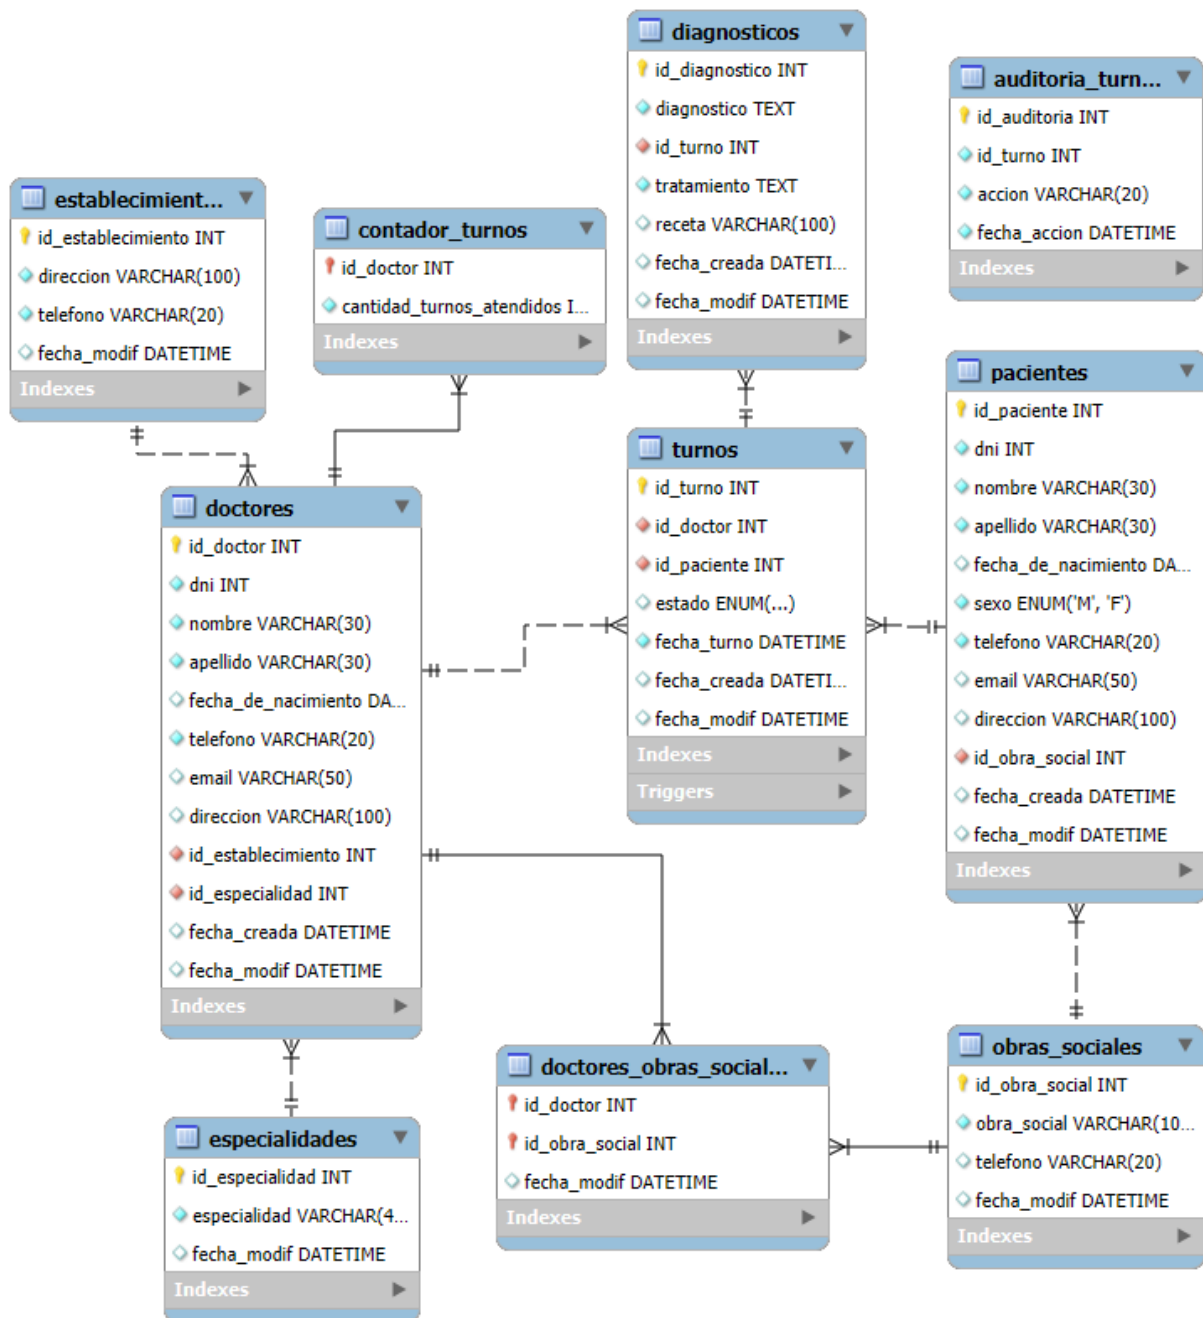 diagnosticos
id_diagnostico INT
diagnostico TEXT
id_turno INT
tratamiento TEXT
receta VARCHAR(100)
fecha_creada DATETI...
fecha_modif DATETIME
Indexes
auditoria_turn...
id_auditoria INT
id_turno INT
accion VARCHAR(20)
fecha_accion DATETIME
Indexes
establecimient...
id_establecimiento INT
direccion VARCHAR(100)
telefono VARCHAR(20)
fecha_modif DATETIME
Indexes
contador_turnos
id_doctor INT
cantidad_turnos_atendidos I...
Indexes
pacientes
id_paciente INT
dni INT
nombre VARCHAR(30)
apellido VARCHAR(30)
fecha_de_nacimiento DA...
sexo ENUM('M', 'F')
telefono VARCHAR(20)
email VARCHAR(50)
direccion VARCHAR(100)
id_obra_social INT
fecha_creada DATETIME
fecha_modif DATETIME
Indexes
turnos
id_turno INT
id_doctor INT
id_paciente INT
estado ENUM(...)
fecha_turno DATETIME
fecha_creada DATETI...
fecha_modif DATETIME
Indexes
Triggers
doctores
id_doctor INT
dni INT
nombre VARCHAR(30)
apellido VARCHAR(30)
fecha_de_nacimiento DA...
telefono VARCHAR(20)
email VARCHAR(50)
direccion VARCHAR(100)
id_establecimiento INT
id_especialidad INT
fecha_creada DATETIME
fecha_modif DATETIME
Indexes
doctores_obras_social...
id_doctor INT
id_obra_social INT
fecha_modif DATETIME
Indexes
obras_sociales
id_obra_social INT
obra_social VARCHAR(10...
telefono VARCHAR(20)
fecha_modif DATETIME
Indexes
especialidades
id_especialidad INT
especialidad VARCHAR(4...
fecha_modif DATETIME
Indexes